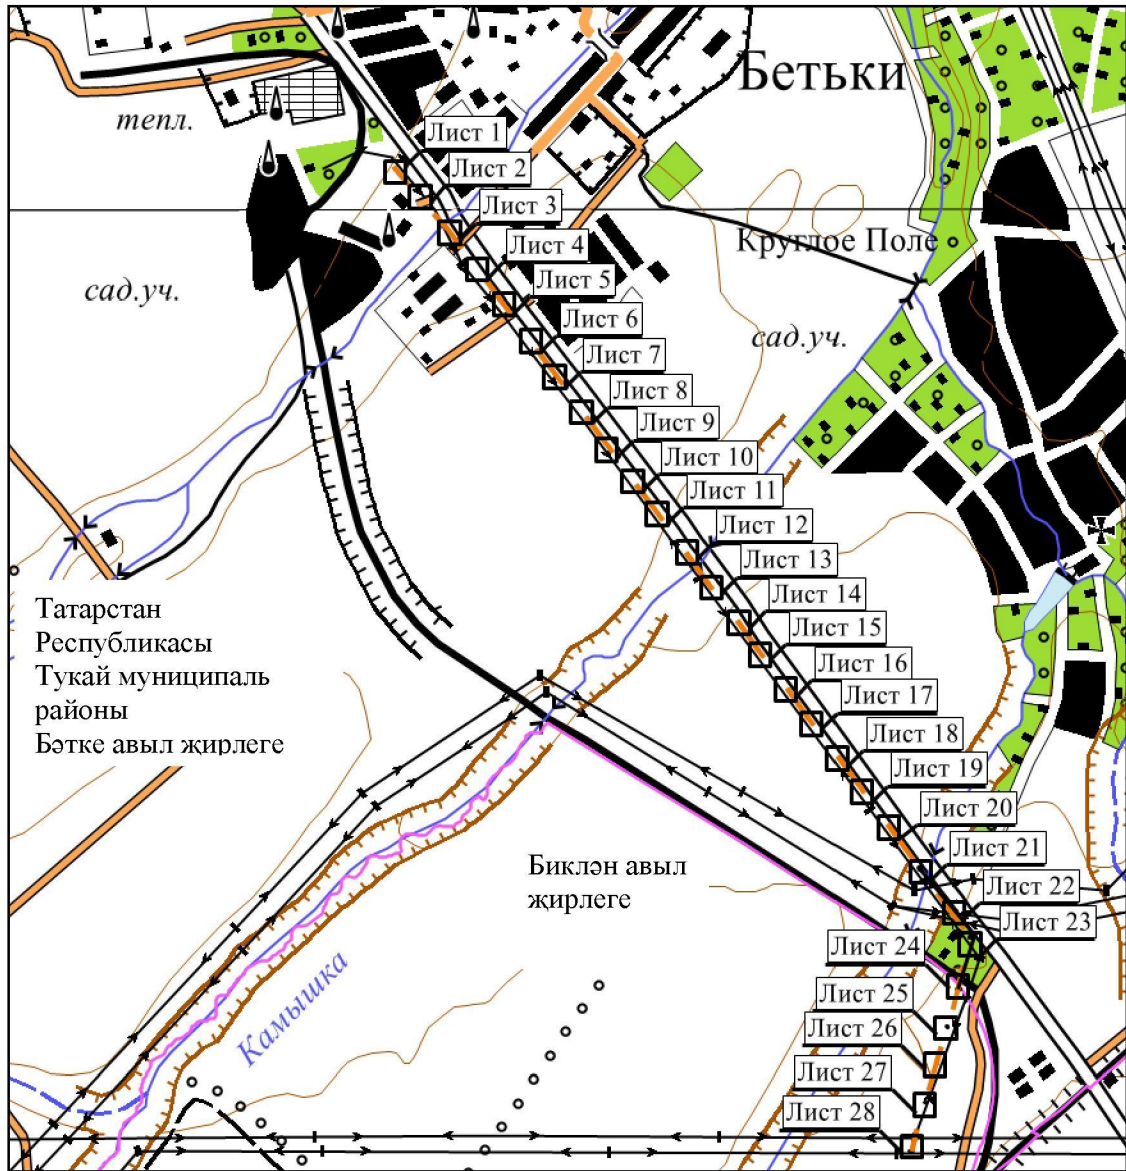 Бетьки
тепл.
Лист 1
Лист 2
Лист 3
Круглое Поле
Лист 4
сад.уч.
Лист 5
Лист 6
сад.уч.
Лист 7
Лист 8
Лист 9
Лист 10
Лист 11
Лист 12
Лист 13
Лист 14
Татарстан
Республикасы
Тукай муниципаль
районы
Бәтке авыл җирлеге
Лист 15
Лист 16
Лист 17
Лист 18
Лист 19
Лист 20
Лист 21
Биклән авыл
җирлеге
Лист 22
Лист 23
Лист 24
Лист 25
Камышка
Лист 26
Лист 27
Лист 28